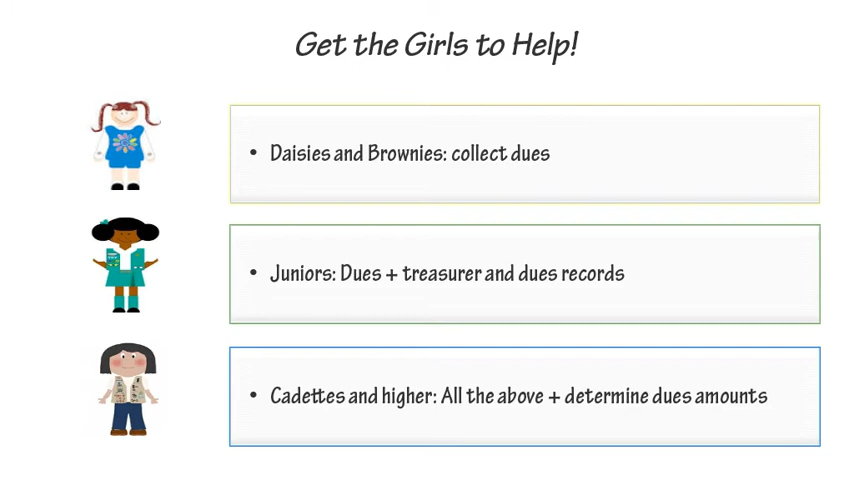 Get the Girls to Help!
• Daisies and Brownies: collect dues
• Juniors: Dues + treasurer and dues records
• Cadettes and higher: All the above + determine dues amounts